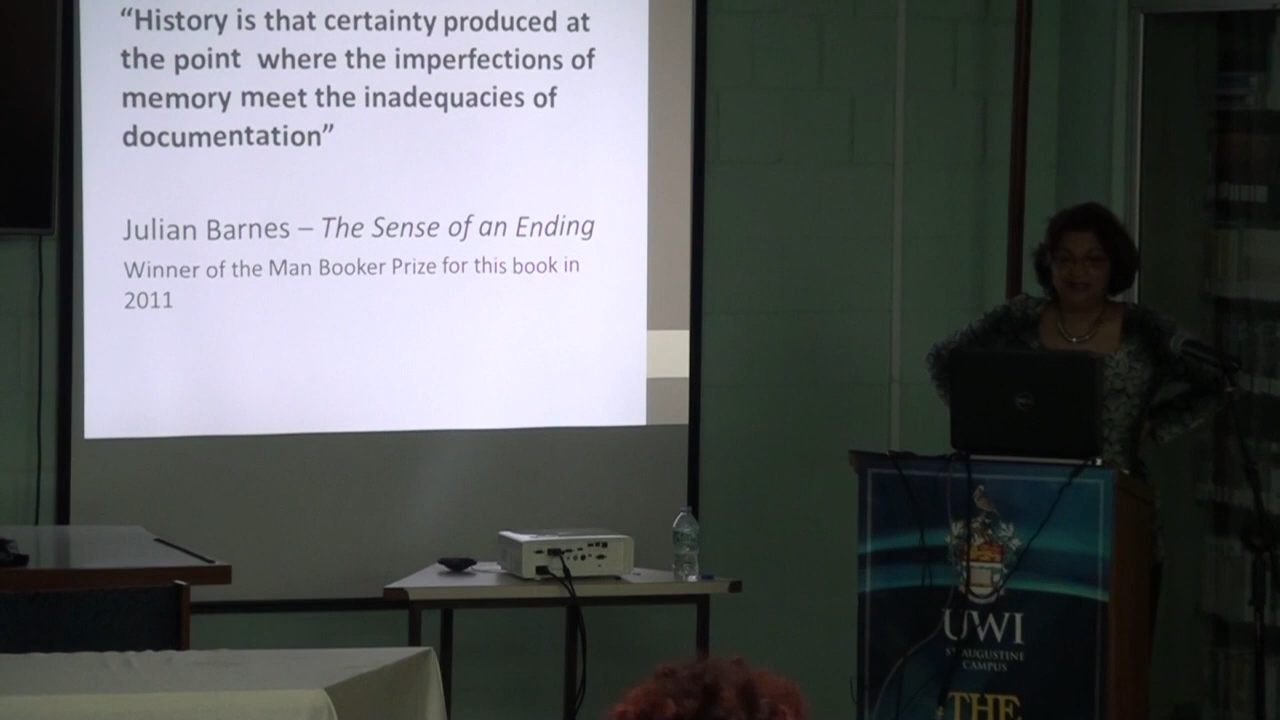 “History is that certainty produced at
the point  where the imperfections of
memory meet the inadequacies of
documentation”
Julian Barnes – The Sense of an Ending
Winner of the Man Booker Prize for this book in
2011
UWI
ST. AUGUSTINE
CAMPUS
THE